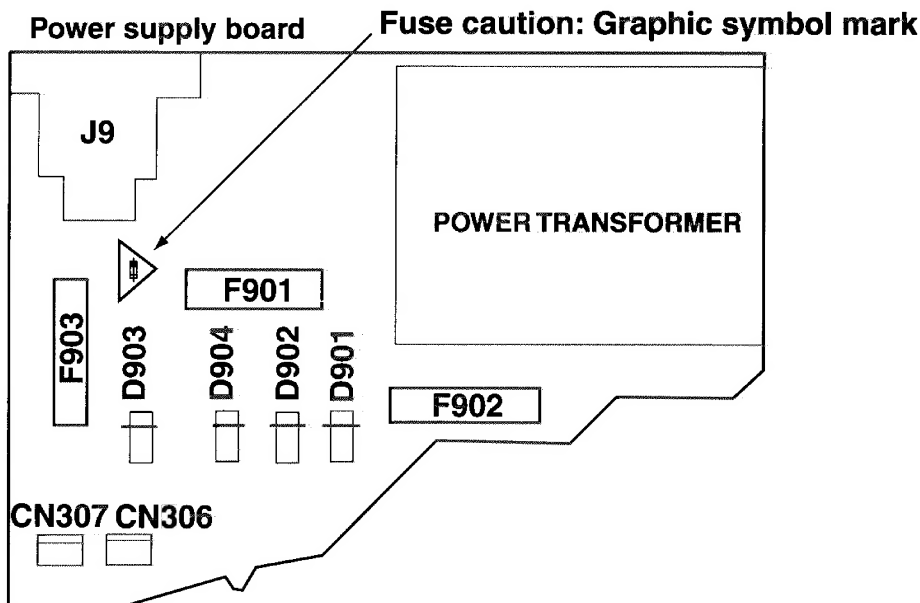 Power supply board
Fuse caution: Graphic symbol mark
J9
POWER TRANSFORMER
F901
F903
D903
D904
D902
D901
F902
CN307 CN306